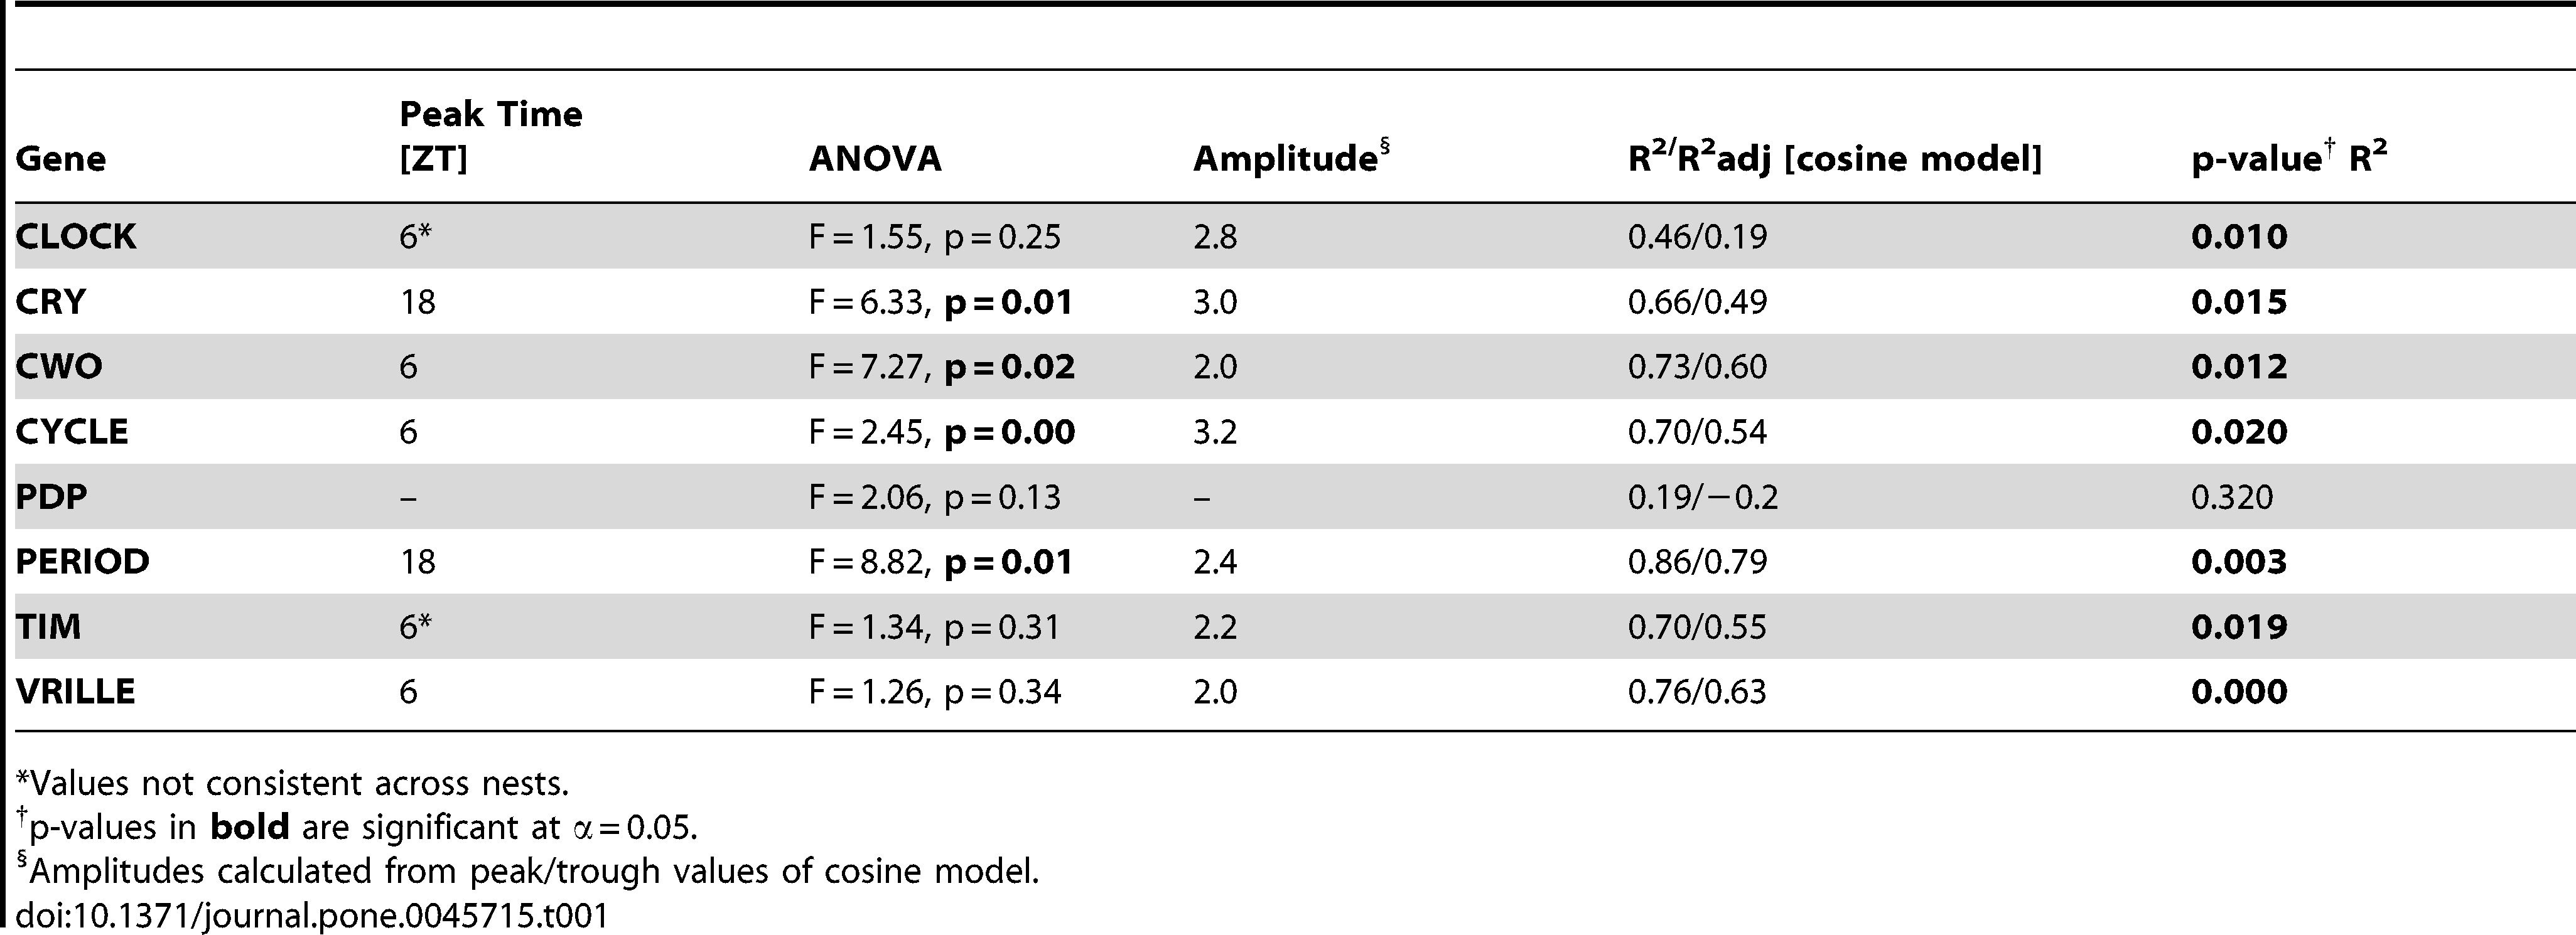 Gene Peak Time [ZT] ANOVA Amplitude§ R²/R²adj [cosine model] p-value† R²
CLOCK 6* F = 1.55, p = 0.25 2.8 0.46/0.19 0.010
CRY 18 F = 6.33, p = 0.01 3.0 0.66/0.49 0.015
CWO 6 F = 7.27, p = 0.02 2.0 0.73/0.60 0.012
CYCLE 6 F = 2.45, p = 0.00 3.2 0.70/0.54 0.020
PDP – F = 2.06, p = 0.13 – 0.19/−0.2 0.320
PERIOD 18 F = 8.82, p = 0.01 2.4 0.86/0.79 0.003
TIM 6* F = 1.34, p = 0.31 2.2 0.70/0.55 0.019
VRILLE 6 F = 1.26, p = 0.34 2.0 0.76/0.63 0.000
*Values not consistent across nests.
†p-values in bold are significant at α = 0.05.
§Amplitudes calculated from peak/trough values of cosine model.
doi:10.1371/journal.pone.0045715.t001